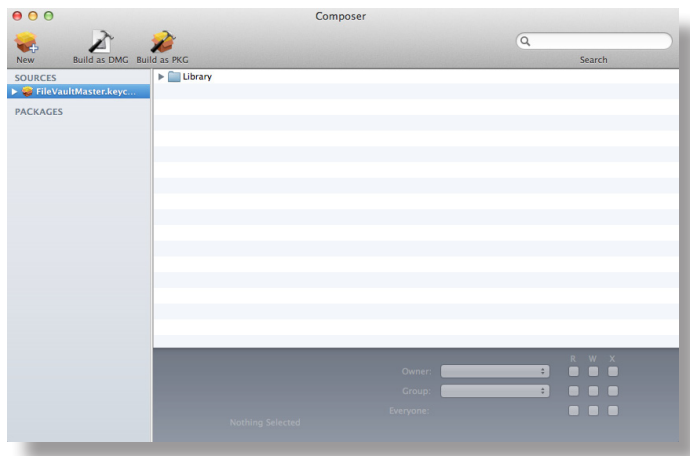 Composer
New Build as DMG Build as PKG Search
SOURCES Library
FileVaultMaster.keyc...
PACKAGES
R W X
Owner:
Group:
Everyone:
Nothing Selected